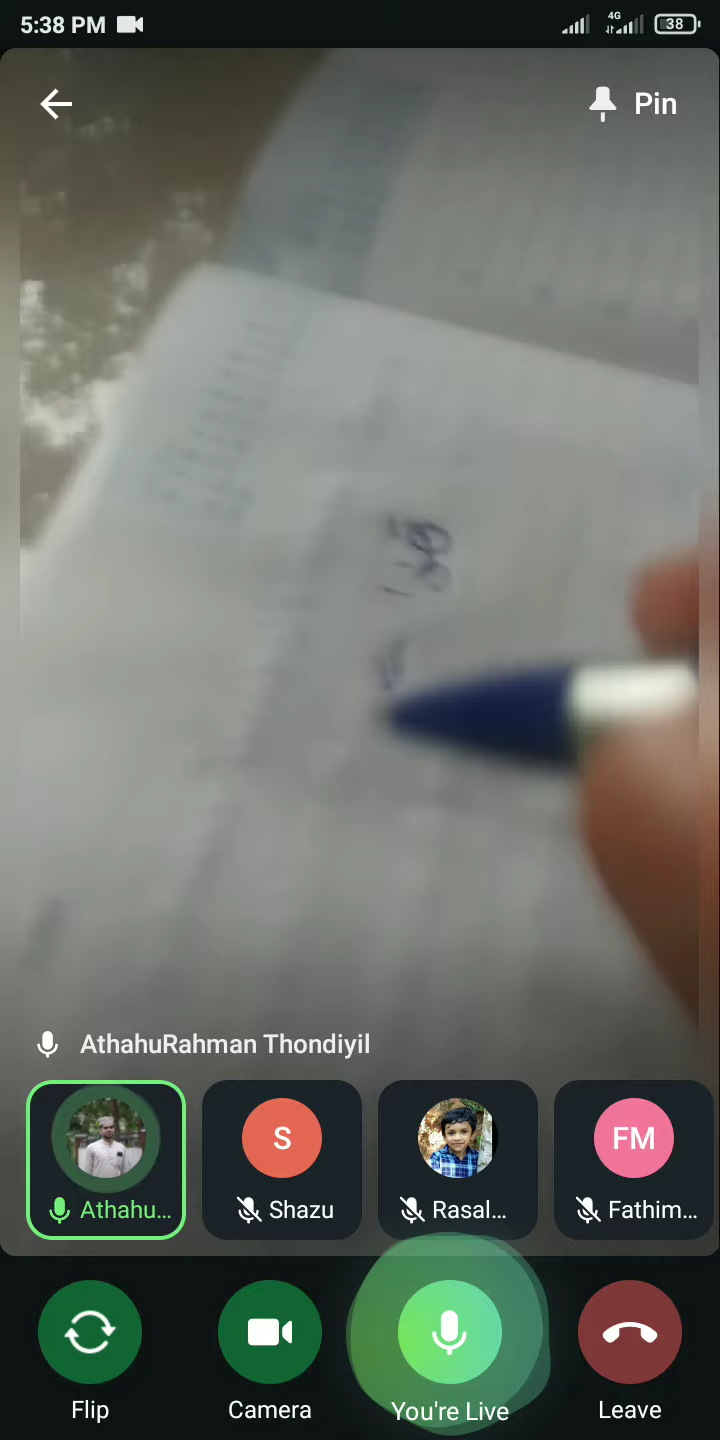 5:38 PM
4G
38
Pin
AthahuRahman Thondiyil
S
FM
Athahu...
Shazu
Rasal...
Fathim...
Flip
Camera
You're Live
Leave